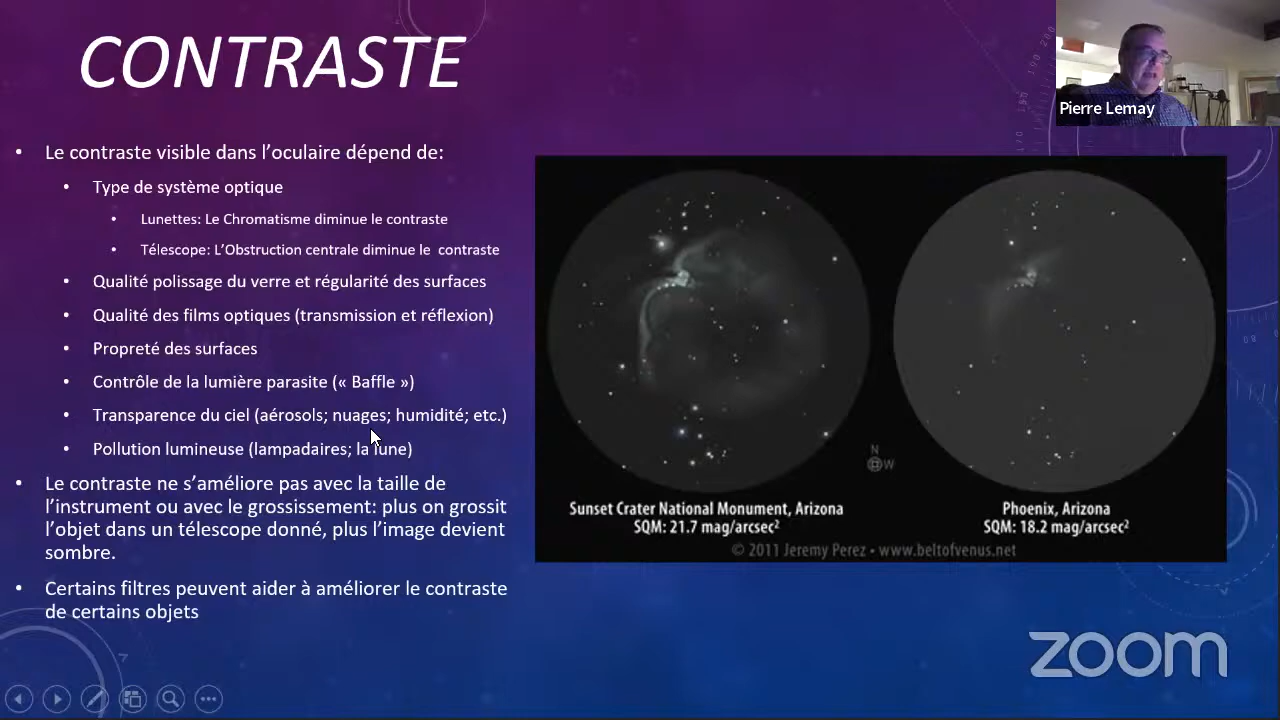 CONTRASTE
Pierre Lemay
• Le contraste visible dans l'oculaire dépend de:
• Type de système optique
• Lunettes: Le Chromatisme diminue le contraste
• Télescope: L'Obstruction centrale diminue le contraste
• Qualité polissage du verre et régularité des surfaces
• Qualité des films optiques (transmission et réflexion)
• Propreté des surfaces
• Contrôle de la lumière parasite (« Baffle »)
• Transparence du ciel (aérosols; nuages; humidité; etc.)
• Pollution lumineuse (lampadaires; la lune)
• Le contraste ne s'améliore pas avec la taille de
l'instrument ou avec le grossissement: plus on grossit
l'objet dans un télescope donné, plus l'image devient
sombre.
• Certains filtres peuvent aider à améliorer le contraste
de certains objets
N
W
Sunset Crater National Monument, Arizona
SQM: 21.7 mag/arcsec²
Phoenix, Arizona
SQM: 18.2 mag/arcsec²
© 2011 Jeremy Perez • www.beltofvenus.net
zoom